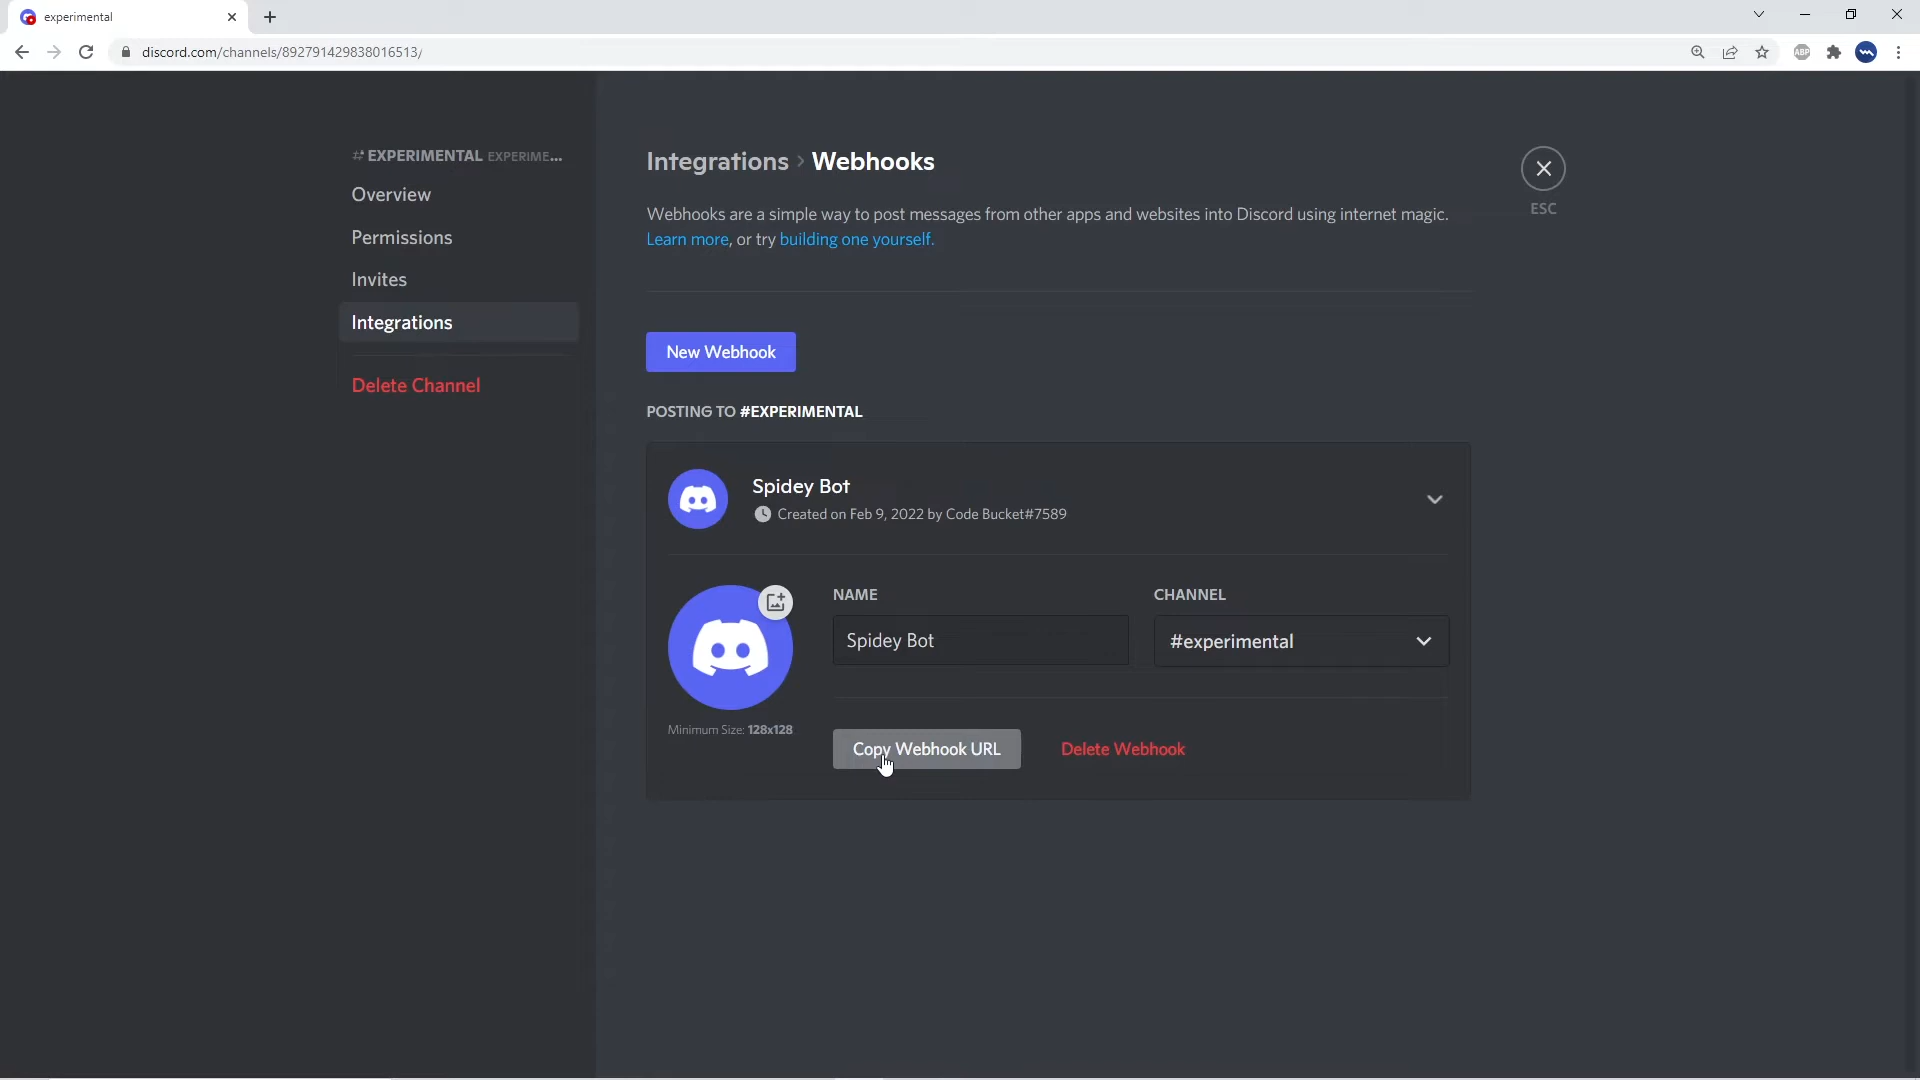 experimental
discord.com/channels/892791429838016513/
ABP
# EXPERIMENTAL EXPERIME...
Overview
Permissions
Invites
Integrations
Delete Channel
Integrations > Webhooks
ESC
Webhooks are a simple way to post messages from other apps and websites into Discord using internet magic.
Learn more, or try building one yourself.
New Webhook
POSTING TO #EXPERIMENTAL
Spidey Bot
Created on Feb 9, 2022 by Code Bucket#7589
NAME
CHANNEL
Spidey Bot
#experimental
Minimum Size: 128x128
Copy Webhook URL
Delete Webhook